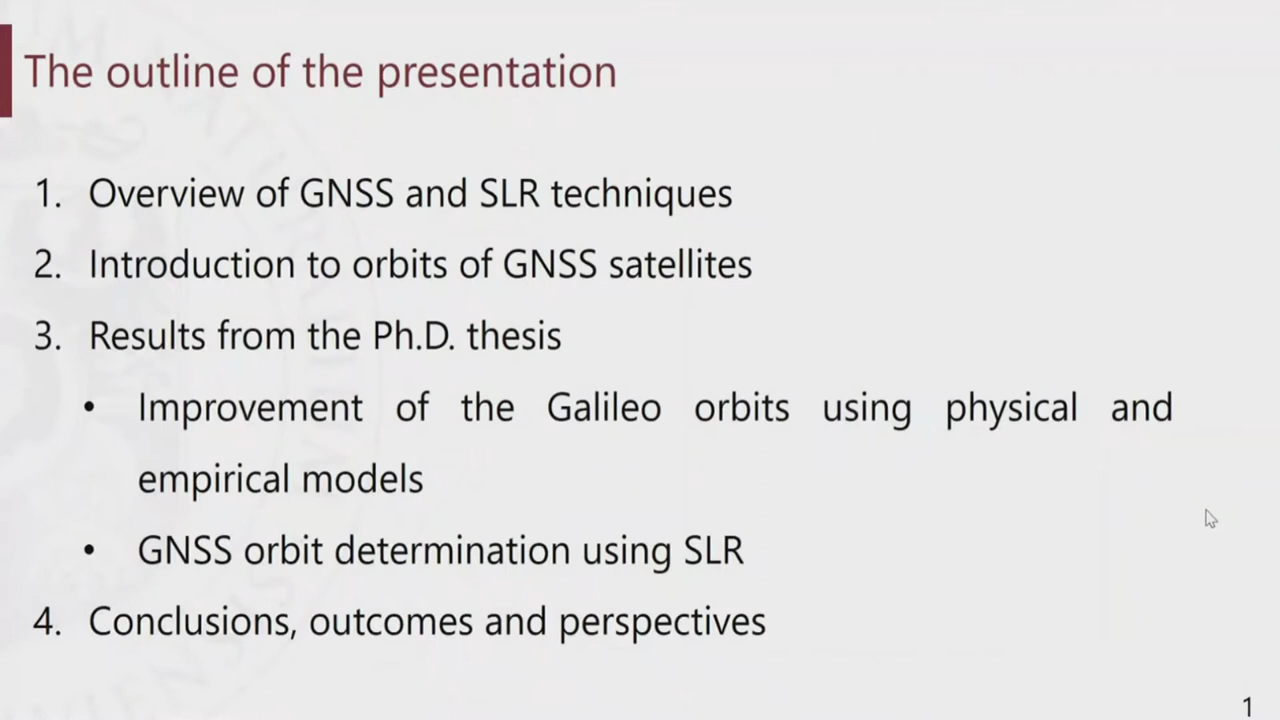 The outline of the presentation
1. Overview of GNSS and SLR techniques
2. Introduction to orbits of GNSS satellites
3. Results from the Ph.D. thesis
• Improvement of the Galileo orbits using physical and
empirical models
• GNSS orbit determination using SLR
4. Conclusions, outcomes and perspectives
1